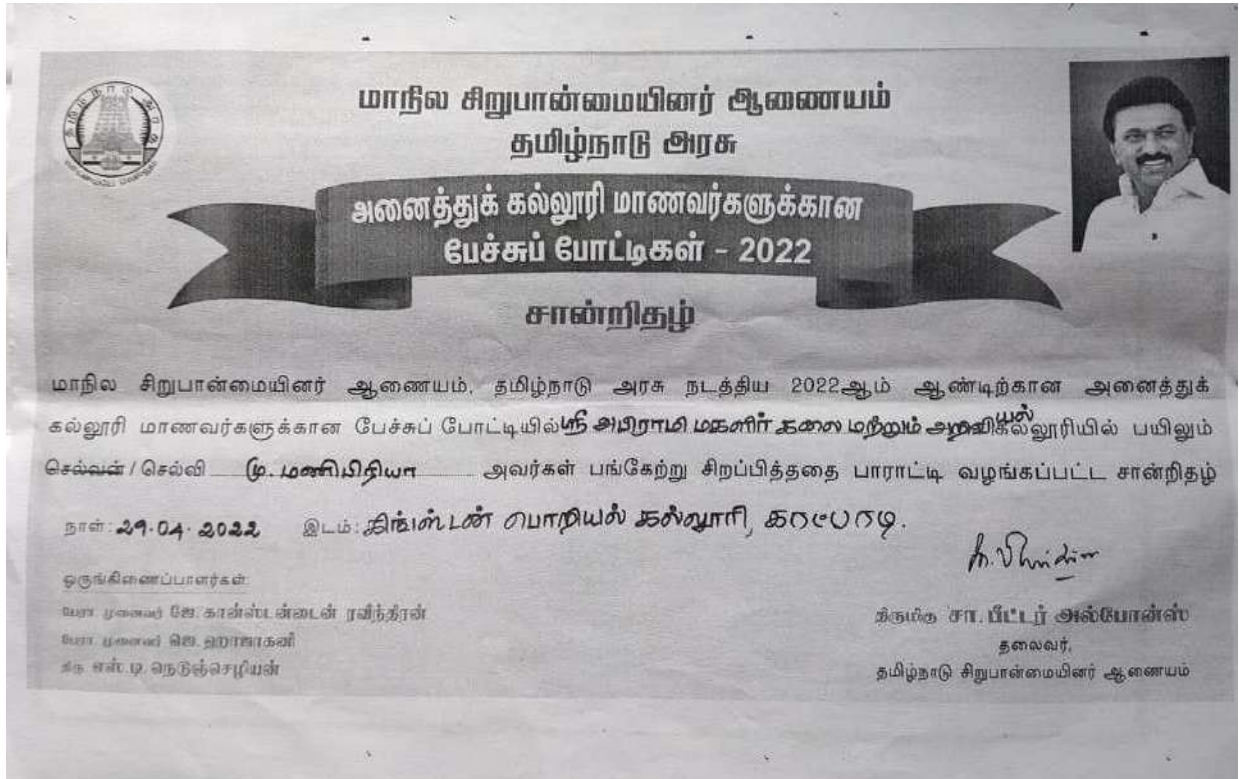 மாநில சிறுபான்மையினர் ஆணையம்
தமிழ்நாடு அரசு
அனைத்துக் கல்லூரி மாணவர்களுக்கான
பேச்சுப் போட்டிகள் – 2022
சான்றிதழ்
மாநில சிறுபான்மையினர் ஆணையம், தமிழ்நாடு அரசு நடத்திய 2022ஆம் ஆண்டிற்கான அனைத்துக்
கல்லூரி மாணவர்களுக்கான பேச்சுப் போட்டியில் ஸ்ரீ அபிராமி மகளிர் கலை மற்றும் அறிவியல் கல்லூரியில் பயிலும்
செல்வன் / செல்வி மு. மணிபிரியா அவர்கள் பங்கேற்று சிறப்பித்ததை பாராட்டி வழங்கப்பட்ட சான்றிதழ்
நாள்: 29.04.2022 இடம்: கிங்ஸ்டன் பொறியல் கல்லூரி, காட்பாடி.
ஒருங்கிணைப்பாளர்கள்:
பேரா. முனைவர் ஜே. கான்ஸ்டன்டைன் ரவீந்திரன்
பேரா. முனைவர் ஜெ. ஹாஜாகனி
திரு எஸ்.டி. நெடுஞ்செழியன்
திருமிகு சா. பீட்டர் அல்போன்ஸ்
தலைவர்,
தமிழ்நாடு சிறுபான்மையினர் ஆணையம்